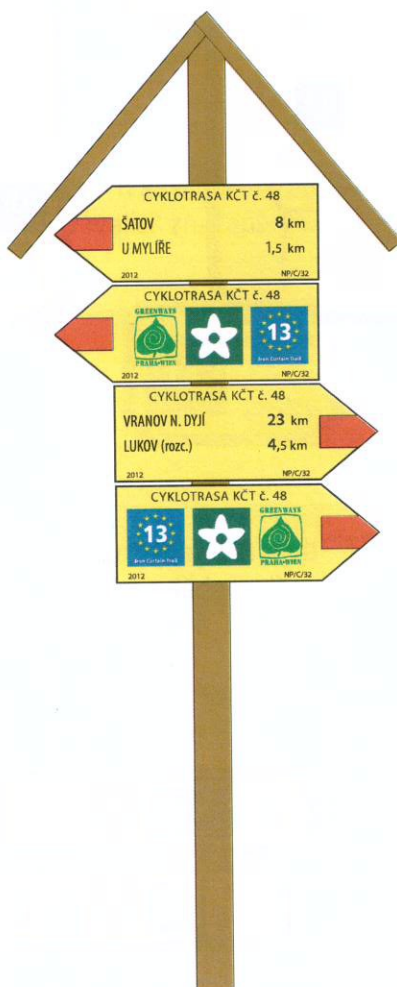 CYKLOTRASA KČT č. 48
ŠATOV 8 km
U MYLÍŘE 1,5 km
2012 NP/C/32
CYKLOTRASA KČT č. 48
GREENWAYS
PRAHA•WIEN
13
Iron Curtain Trail
2012 NP/C/32
CYKLOTRASA KČT č. 48
VRANOV N. DYJÍ 23 km
LUKOV (rozc.) 4,5 km
2012 NP/C/32
CYKLOTRASA KČT č. 48
13
Iron Curtain Trail
GREENWAYS
PRAHA•WIEN
2012 NP/C/32